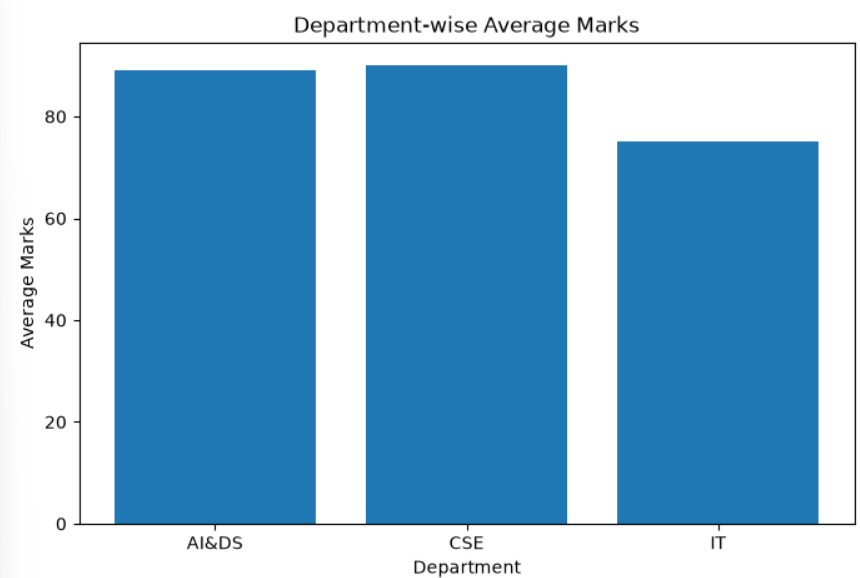 Department-wise Average Marks
Average Marks
80
60
40
20
0
AI&DS
CSE
IT
Department